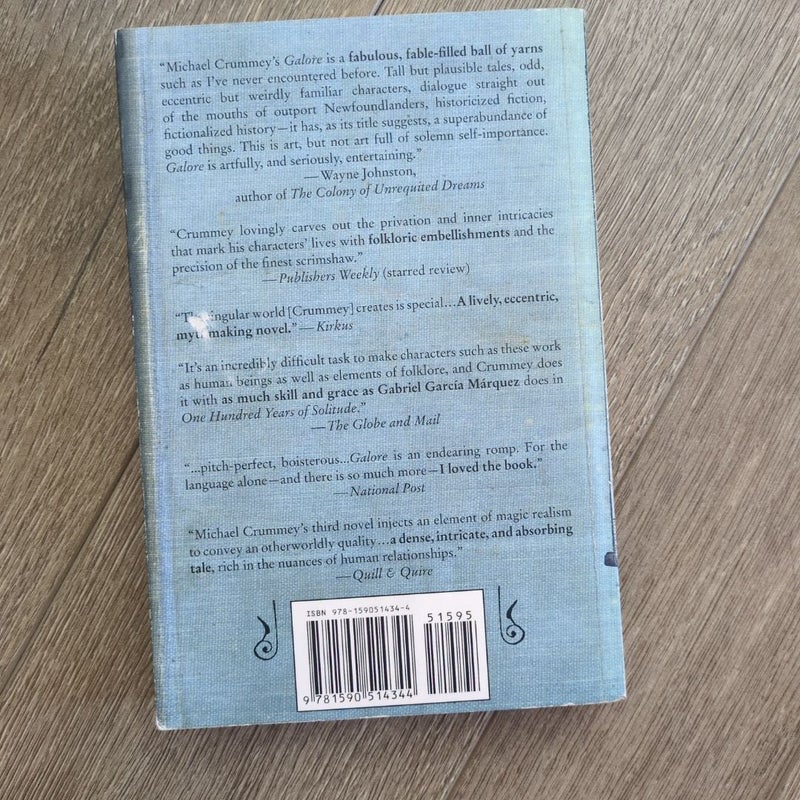 “Michael Crummey’s Galore is a fabulous, fable-filled ball of yarns
such as I’ve never encountered before. Tall but plausible tales, odd,
eccentric but weirdly familiar characters, dialogue straight out
of the mouths of outport Newfoundlanders, historicized fiction,
fictionalized history—it has, as its title suggests, a superabundance of
good things. This is art, but not art full of solemn self-importance.
Galore is artfully, and seriously, entertaining.”
—Wayne Johnston,
author of The Colony of Unrequited Dreams
“Crummey lovingly carves out the privation and inner intricacies
that mark his characters’ lives with folkloric embellishments and the
precision of the finest scrimshaw.”
—Publishers Weekly (starred review)
singular world [Crummey] creates is special…A lively, eccentric,
making novel.” —Kirkus
“It’s an incredibly difficult task to make characters such as these work
as human beings as well as elements of folklore, and Crummey does
it with as much skill and grace as Gabriel García Márquez does in
One Hundred Years of Solitude.”
—The Globe and Mail
“...pitch-perfect, boisterous...Galore is an endearing romp. For the
language alone—and there is so much more—I loved the book.”
—National Post
“Michael Crummey’s third novel injects an element of magic realism
to convey an otherworldly quality…a dense, intricate, and absorbing
tale, rich in the nuances of human relationships.”
—Quill & Quire
ISBN 978-159051434-4
51595
9 781590 514344